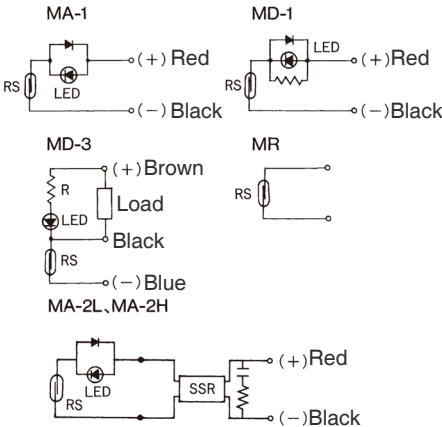 MA-1
(+) Red
RS
LED
(−) Black
MD-1
LED
(+) Red
RS
(−) Black
MD-3
(+) Brown
R
Load
LED
Black
RS
(−) Blue
MR
RS
MA-2L、MA-2H
(+) Red
LED
SSR
RS
(−) Black